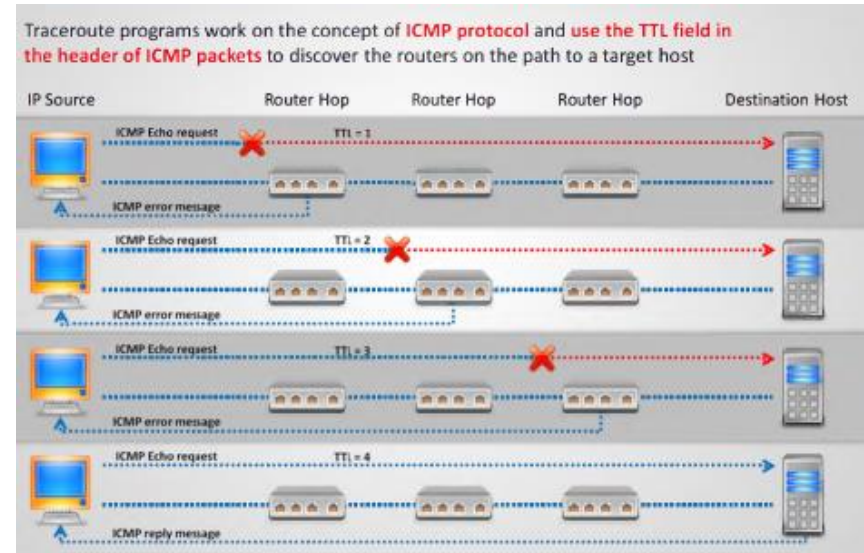 Traceroute programs work on the concept of ICMP protocol and use the TTL field in
the header of ICMP packets to discover the routers on the path to a target host
IP Source Router Hop Router Hop Router Hop Destination Host
ICMP Echo request TTL = 1
ICMP error message
ICMP Echo request TTL = 2
ICMP error message
ICMP Echo request TTL = 3
ICMP error message
ICMP Echo request TTL = 4
ICMP reply message